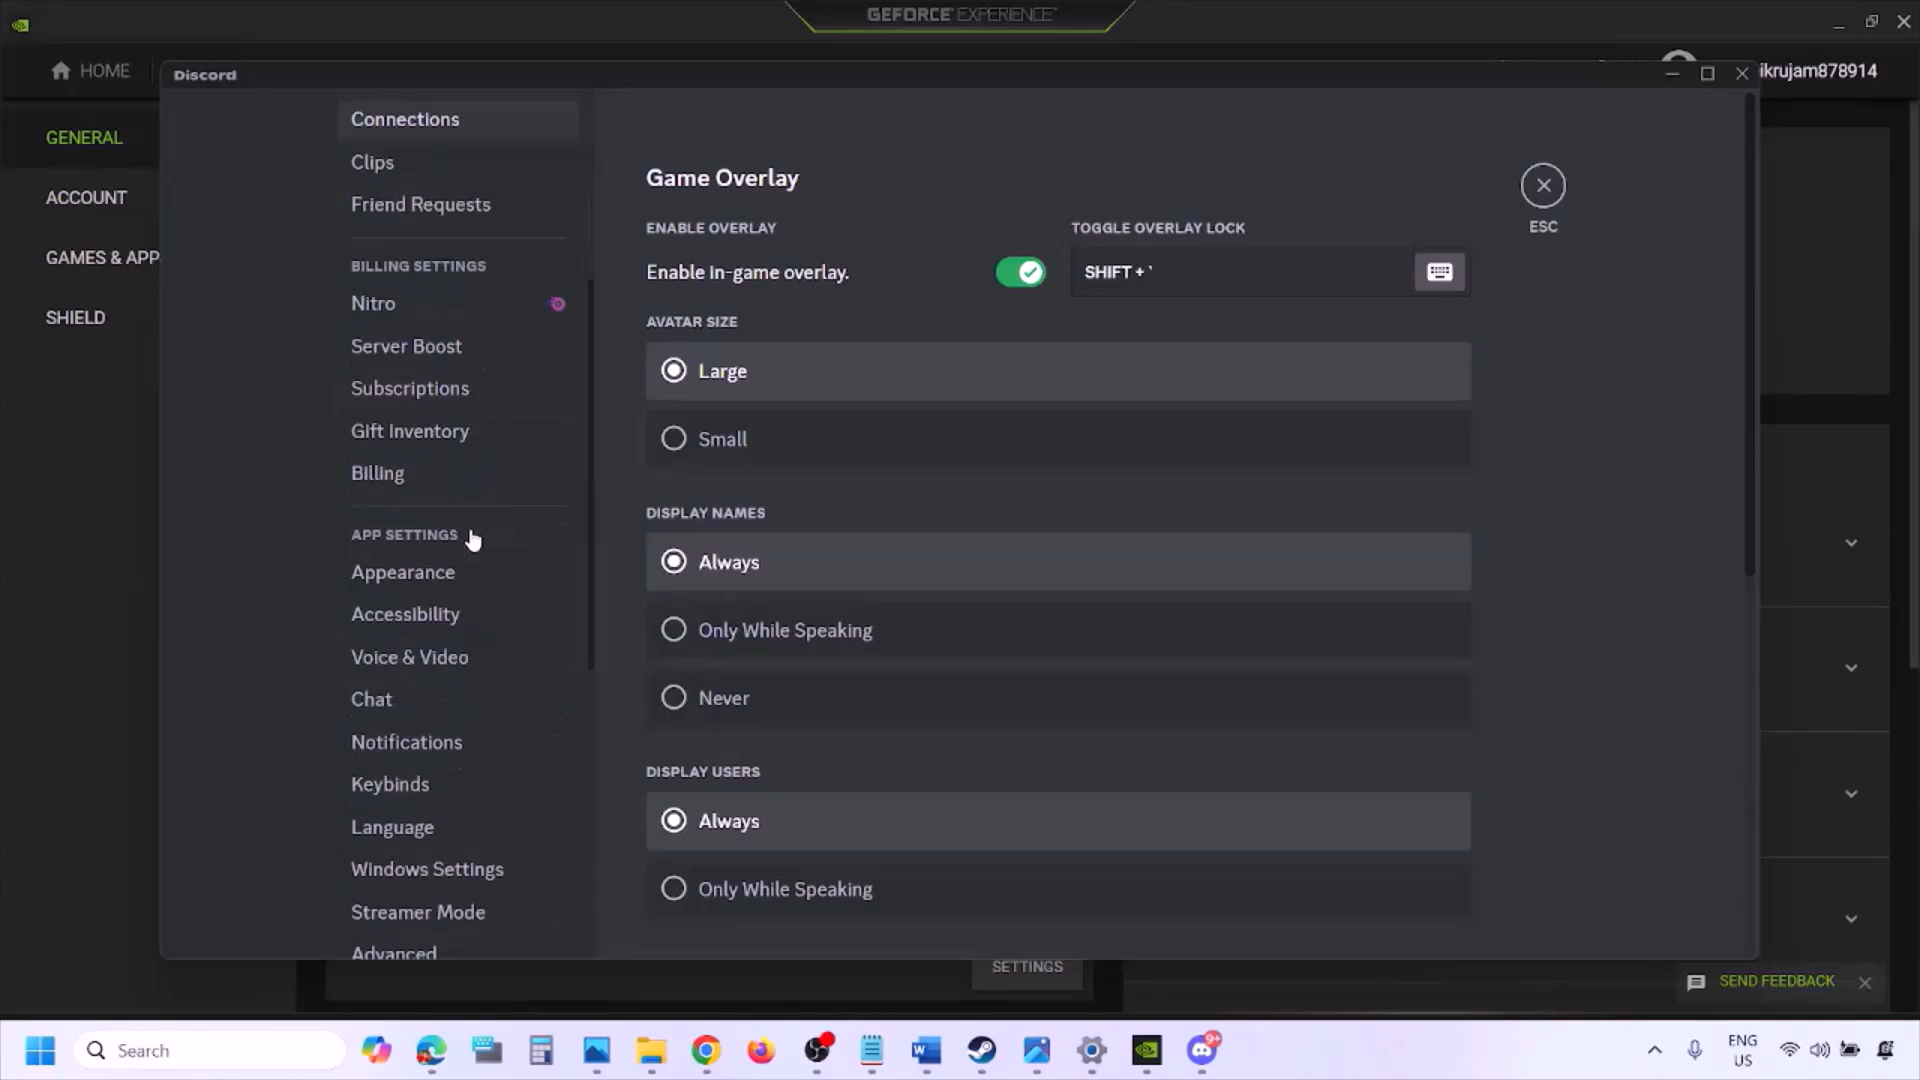 GEFORCE EXPERIENCE
HOME
ikrujam878914
Discord
GENERAL
ACCOUNT
GAMES & APP
SHIELD
Connections
Clips
Friend Requests
BILLING SETTINGS
Nitro
Server Boost
Subscriptions
Gift Inventory
Billing
APP SETTINGS
Appearance
Accessibility
Voice & Video
Chat
Notifications
Keybinds
Language
Windows Settings
Streamer Mode
Advanced
Game Overlay
ESC
ENABLE OVERLAY
TOGGLE OVERLAY LOCK
Enable in-game overlay.
SHIFT + `
AVATAR SIZE
Large
Small
DISPLAY NAMES
Always
Only While Speaking
Never
DISPLAY USERS
Always
Only While Speaking
SETTINGS
SEND FEEDBACK
Search
9+
ENG
US